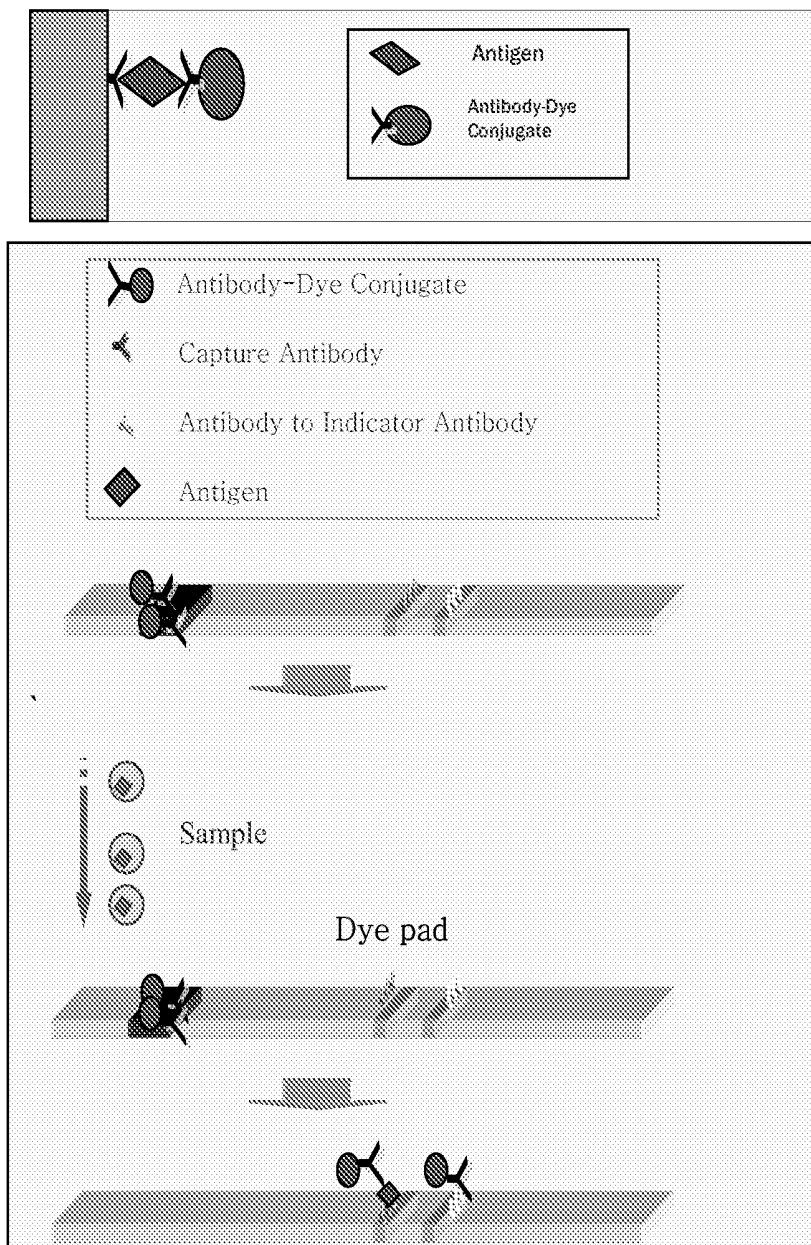 Antigen
Antibody-Dye
Conjugate
Antibody-Dye Conjugate
Capture Antibody
Antibody to Indicator Antibody
Antigen
Sample
Dye pad